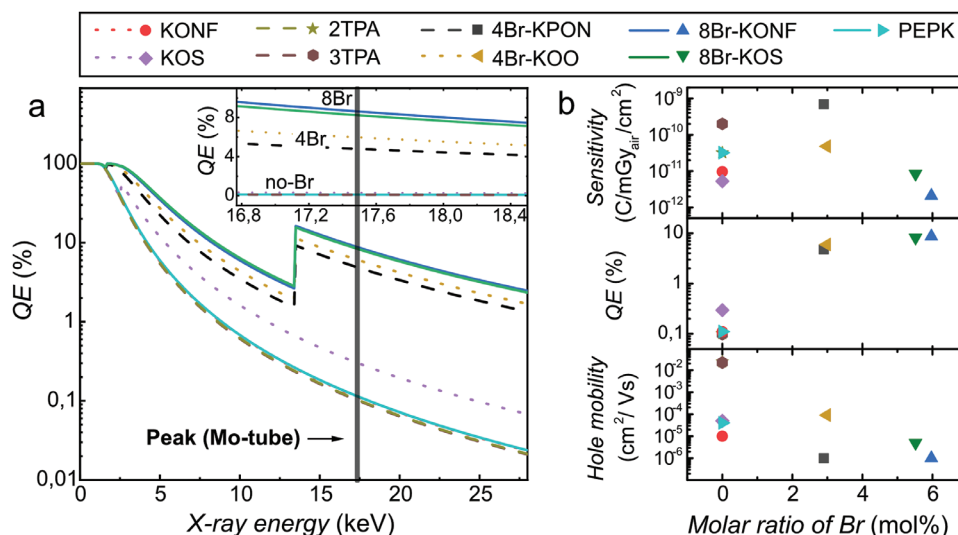 KONF 2TPA 4Br-KPON 8Br-KONF PEPK
KOS 3TPA 4Br-KOO 8Br-KOS
a
QE (%)
100
10
1
0,1
0,01
0 5 10 15 20 25
X-ray energy (keV)
Peak (Mo-tube)
QE (%)
8
4
0
8Br
4Br
no-Br
16,8 17,2 17,6 18,0 18,5
b
Sensitivity
(C/mGyair/cm2)
10-9
10-10
10-11
10-12
QE (%)
10
1
0,1
Hole mobility
(cm2/ Vs)
10-2
10-3
10-4
10-5
10-6
0 2 4 6
Molar ratio of Br (mol%)